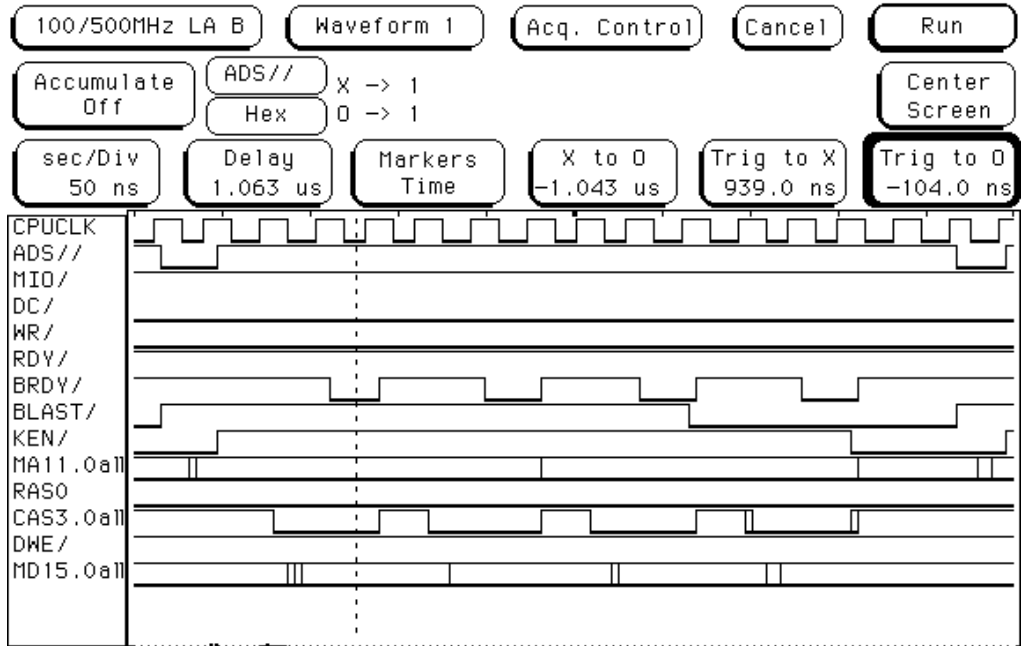 100/500MHz LA B Waveform 1 Acq. Control Cancel Run
Accumulate Off
ADS// X -> 1
Hex O -> 1
Center Screen
sec/Div 50 ns
Delay 1.063 us
Markers Time
X to O -1.043 us
Trig to X 939.0 ns
Trig to O -104.0 ns
CPUCLK
ADS//
MIO/
DC/
WR/
RDY/
BRDY/
BLAST/
KEN/
MA11.0all
RAS0
CAS3.0all
DWE/
MD15.0all